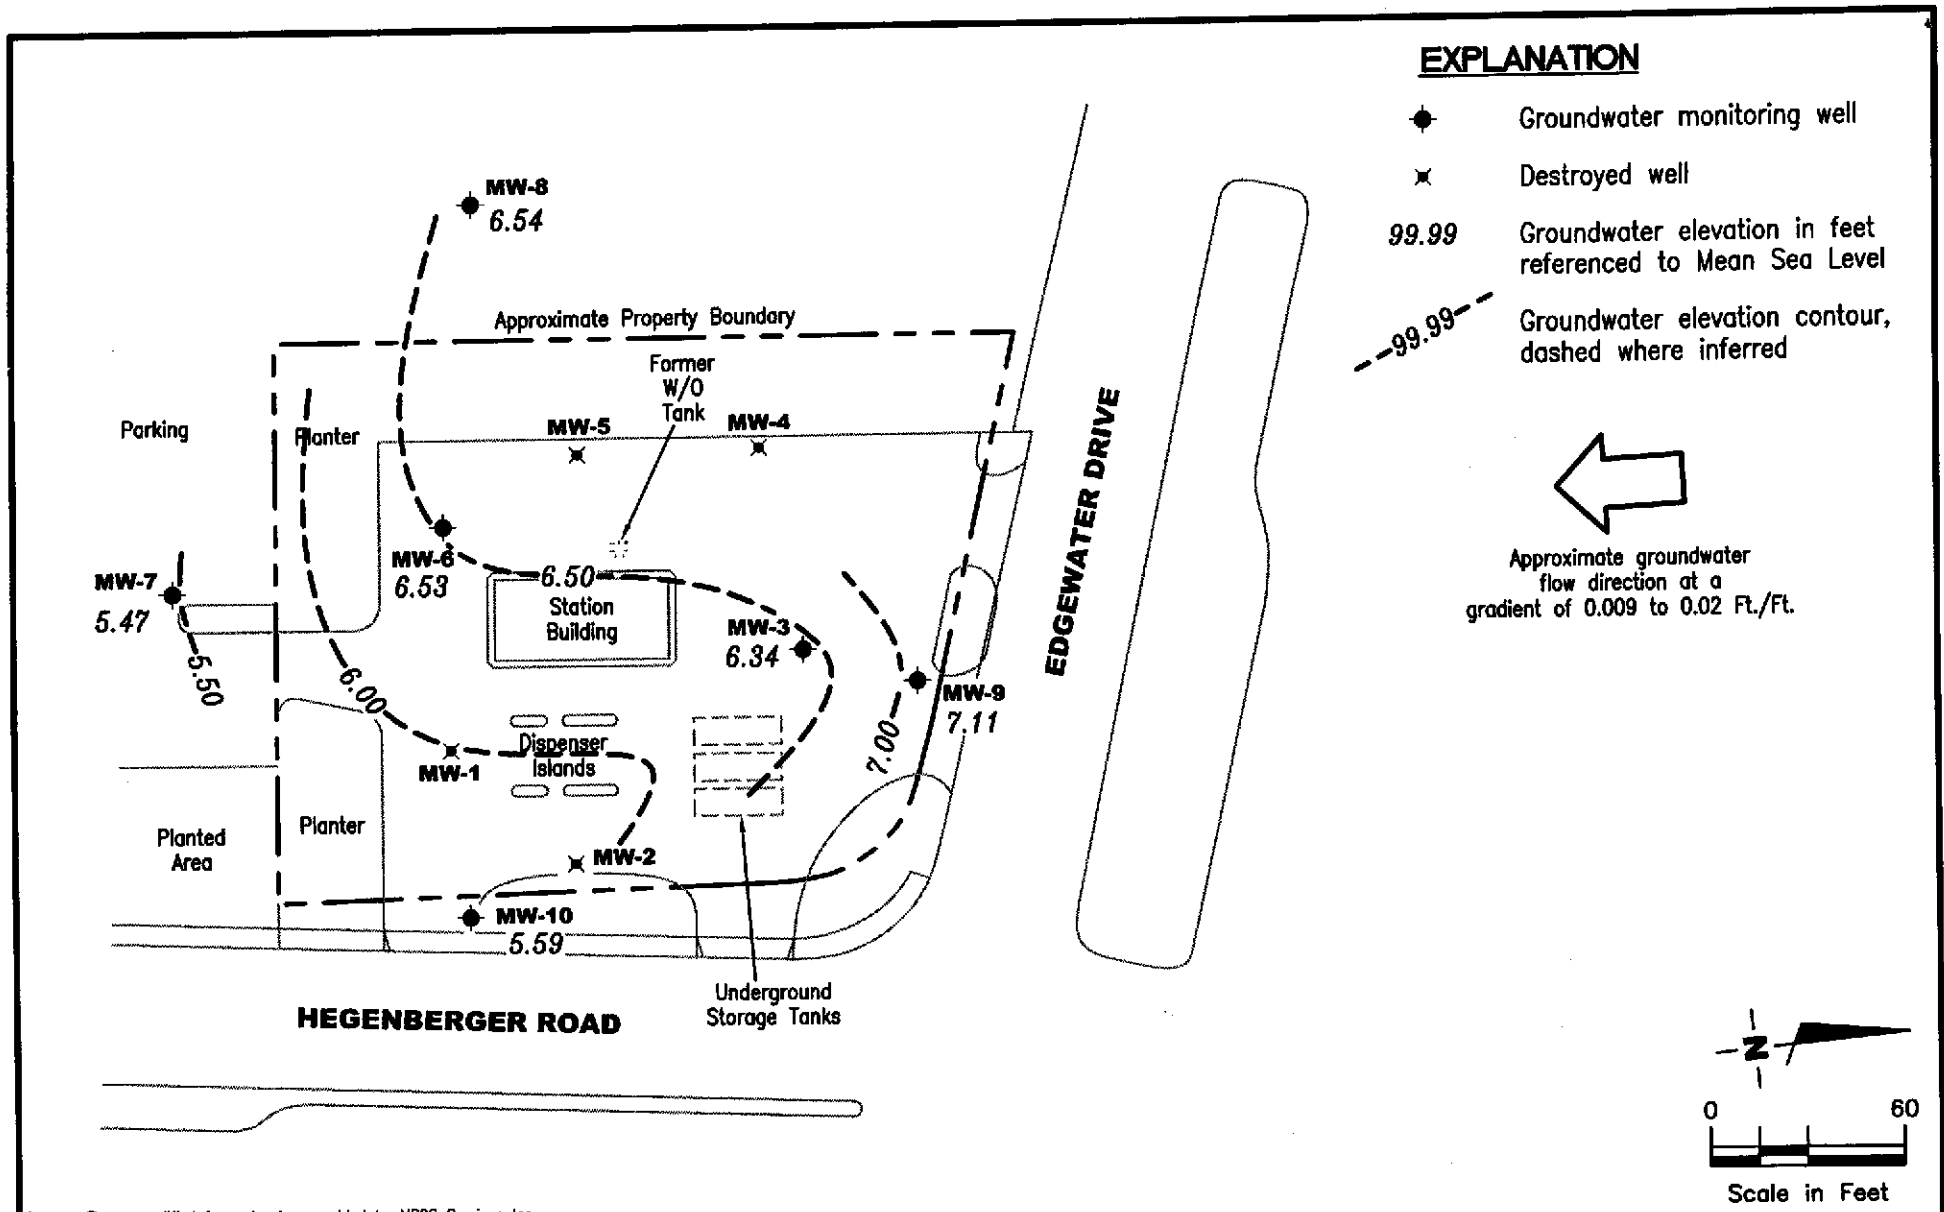 EXPLANATION
Groundwater monitoring well
Destroyed well
99.99
Groundwater elevation in feet
referenced to Mean Sea Level
99.99
Groundwater elevation contour,
dashed where inferred
Approximate groundwater
flow direction at a
gradient of 0.009 to 0.02 Ft./Ft.
MW-8
6.54
Approximate Property Boundary
Former
W/O
Tank
Parking
Planter
MW-5
MW-4
EDGEWATER DRIVE
MW-6
6.53
MW-7
5.47
5.50
6.50
Station
Building
MW-3
6.34
MW-9
7.11
6.00
7.00
Dispenser
Islands
MW-1
Planted
Area
Planter
MW-2
MW-10
5.59
Underground
Storage Tanks
HEGENBERGER ROAD
N
0 60
Scale in Feet